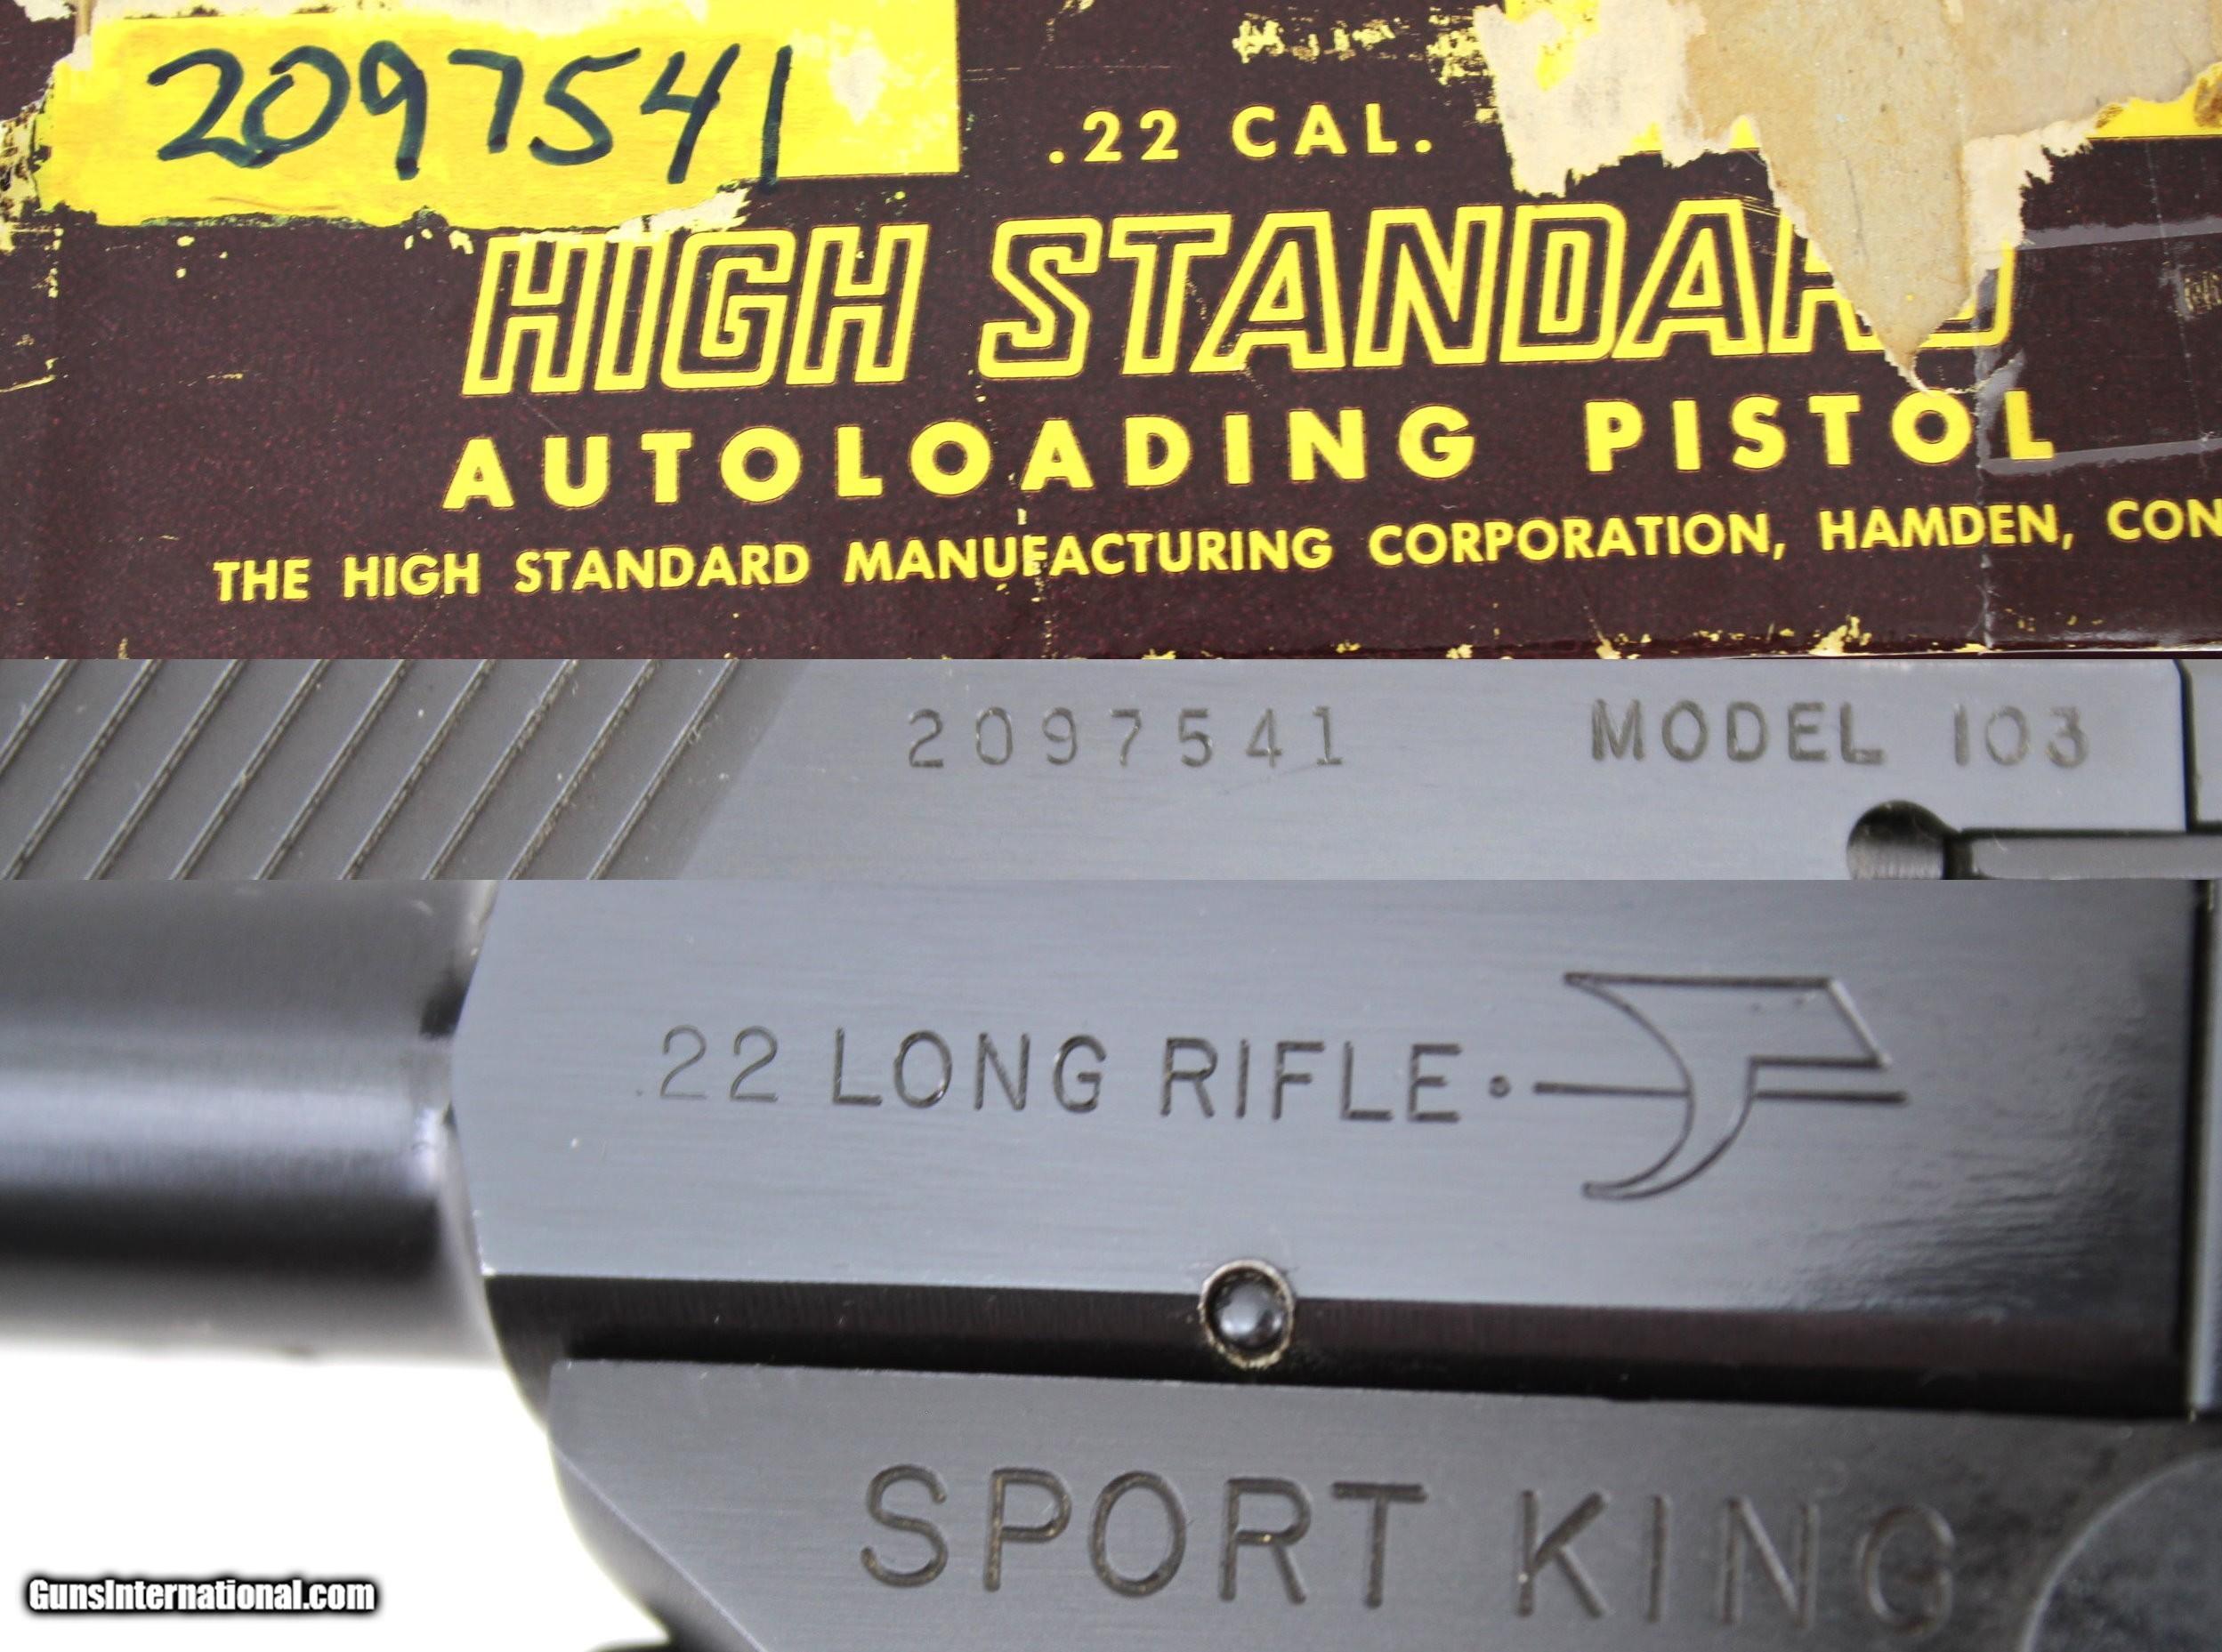 2097541
.22 CAL.
HIGH STANDARD
AUTOLOADING PISTOL
THE HIGH STANDARD MANUFACTURING CORPORATION, HAMDEN, CON
2097541 MODEL 103
.22 LONG RIFLE
SPORT KING
GunsInternational.com